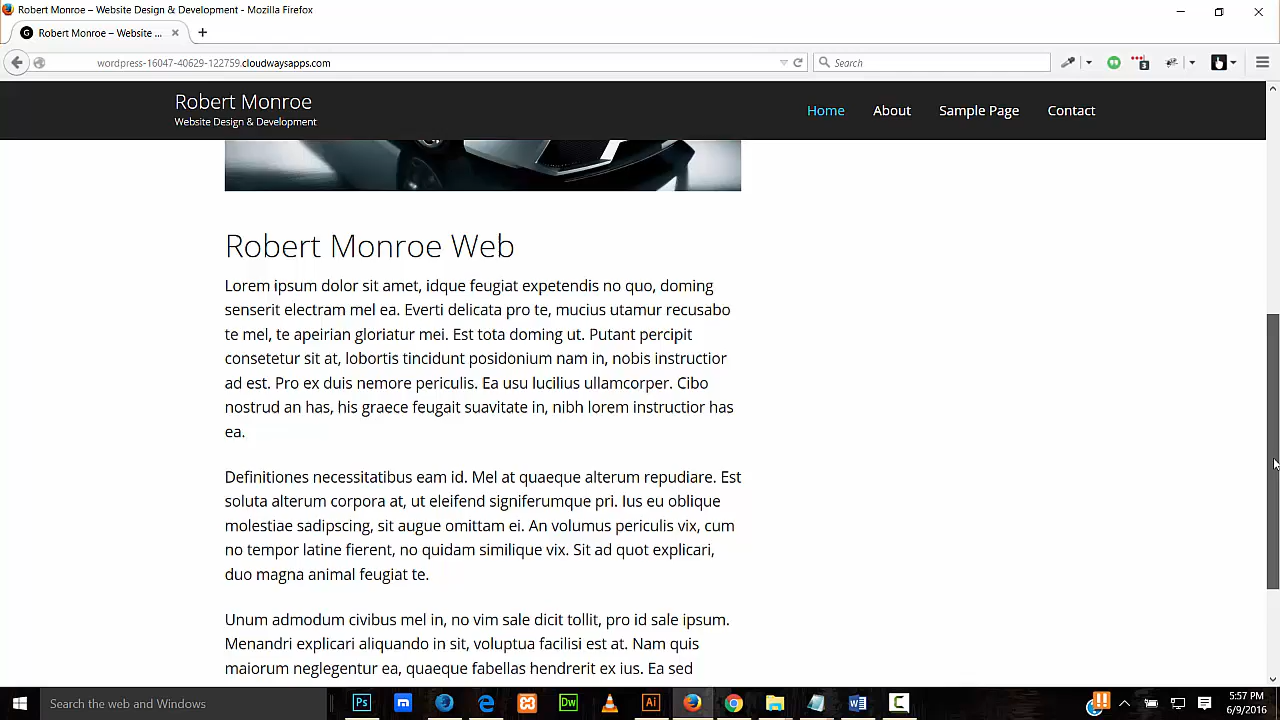 Robert Monroe – Website Design & Development - Mozilla Firefox
G Robert Monroe – Website ... × +
wordpress-16047-40629-122759.cloudwaysapps.com
Search
3
Robert Monroe
Website Design & Development
Home About Sample Page Contact
Robert Monroe Web
Lorem ipsum dolor sit amet, idque feugiat expetendis no quo, doming
senserit electram mel ea. Everti delicata pro te, mucius utamur recusabo
te mel, te apeirian gloriatur mei. Est tota doming ut. Putant percipit
consetetur sit at, lobortis tincidunt posidonium nam in, nobis instructior
ad est. Pro ex duis nemore periculis. Ea usu lucilius ullamcorper. Cibo
nostrud an has, his graece feugait suavitate in, nibh lorem instructior has
ea.
Definitiones necessitatibus eam id. Mel at quaeque alterum repudiare. Est
soluta alterum corpora at, ut eleifend signiferumque pri. Ius eu oblique
molestiae sadipscing, sit augue omittam ei. An volumus periculis vix, cum
no tempor latine fierent, no quidam similique vix. Sit ad quot explicari,
duo magna animal feugiat te.
Unum admodum civibus mel in, no vim sale dicit tollit, pro id sale ipsum.
Menandri explicari aliquando in sit, voluptua facilisi est at. Nam quis
maiorum neglegentur ea, quaeque fabellas hendrerit ex ius. Ea sed
Search the web and Windows
Ps
Dw
Ai
5:57 PM
6/9/2016